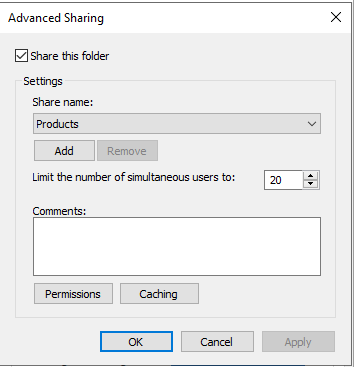 Advanced Sharing
Share this folder
Settings
Share name:
Products
Add Remove
Limit the number of simultaneous users to: 20
Comments:
Permissions Caching
OK Cancel Apply